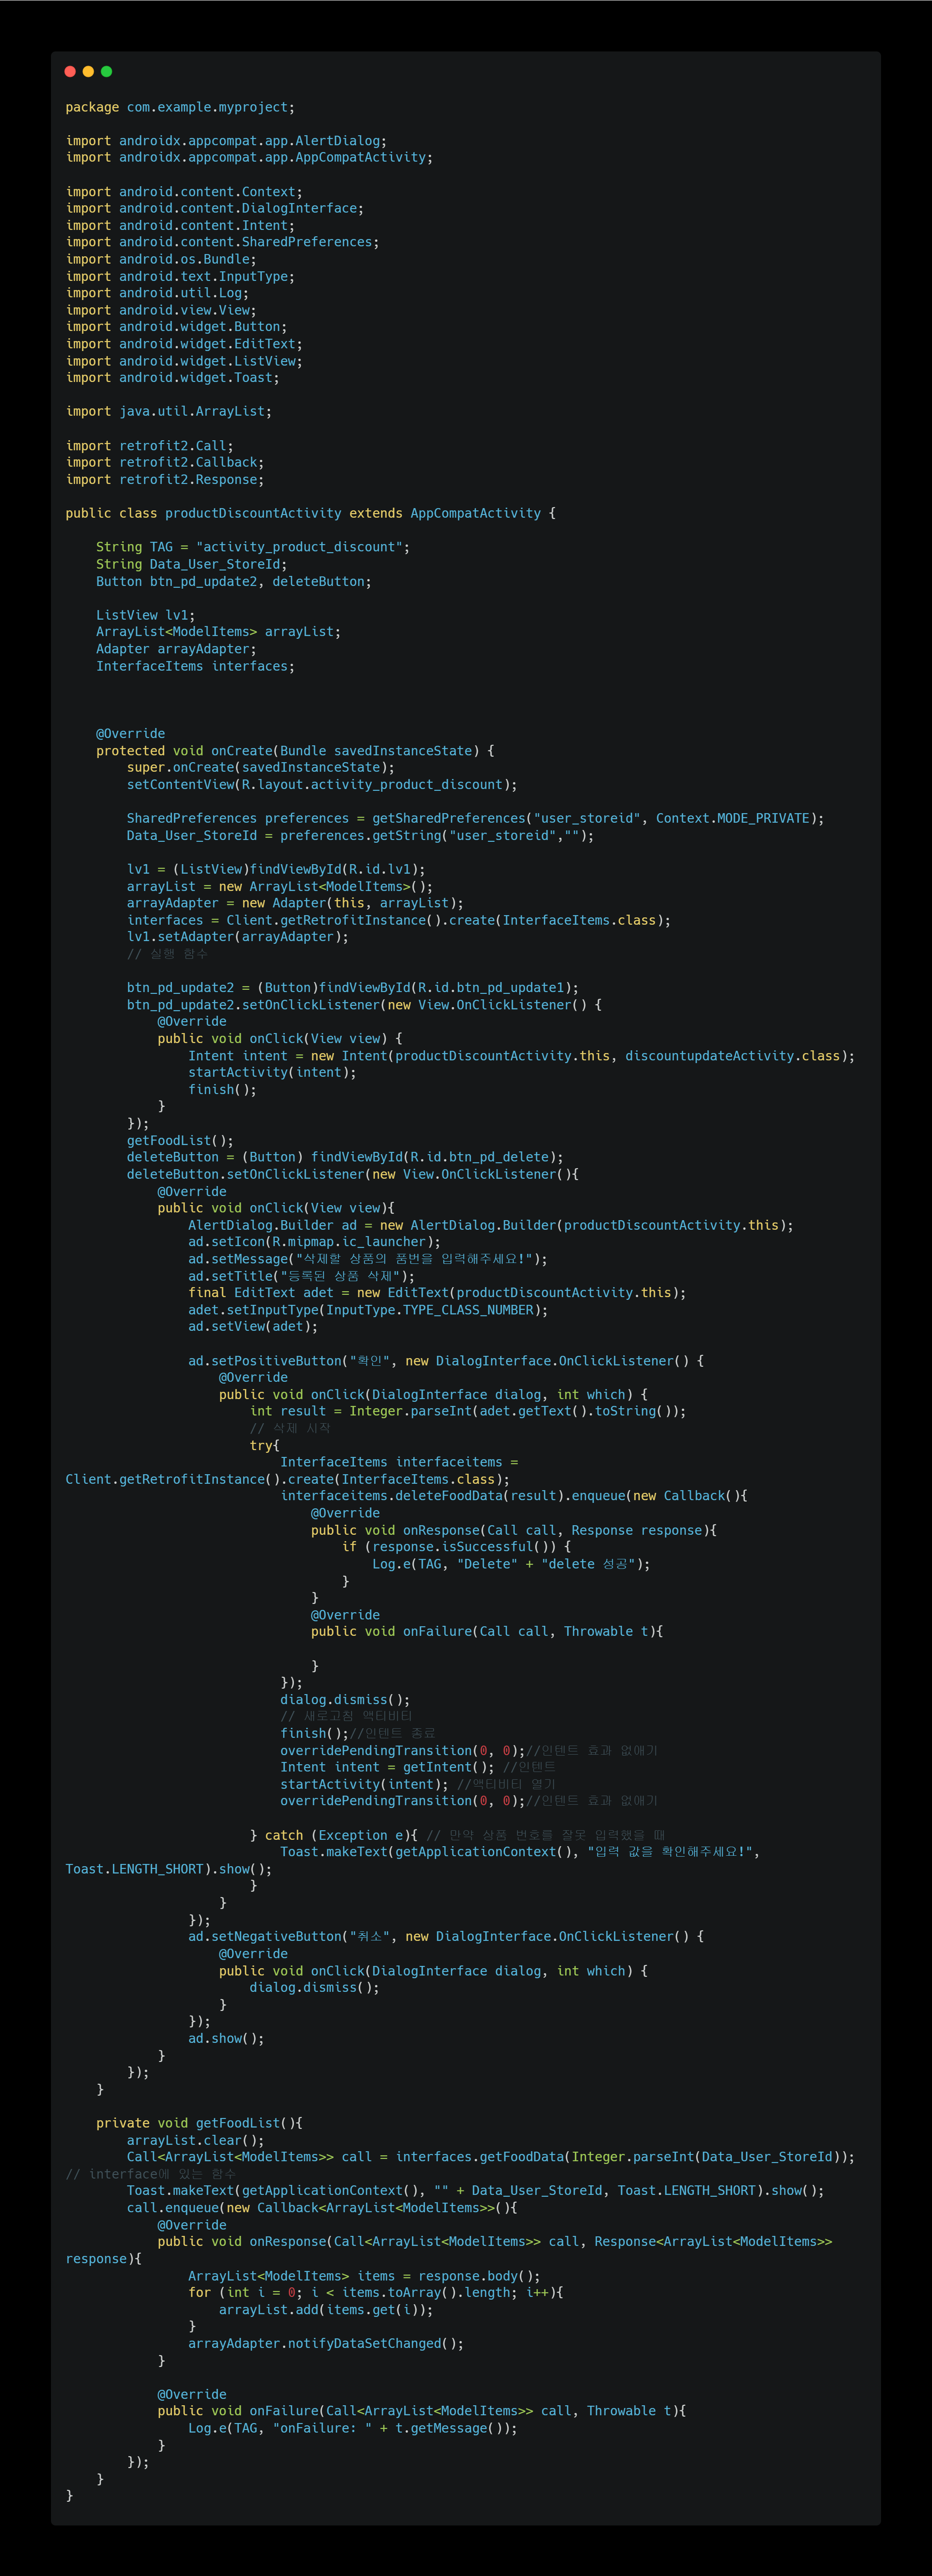 package com.example.myproject;

import androidx.appcompat.app.AlertDialog;
import androidx.appcompat.app.AppCompatActivity;

import android.content.Context;
import android.content.DialogInterface;
import android.content.Intent;
import android.content.SharedPreferences;
import android.os.Bundle;
import android.text.InputType;
import android.util.Log;
import android.view.View;
import android.widget.Button;
import android.widget.EditText;
import android.widget.ListView;
import android.widget.Toast;

import java.util.ArrayList;

import retrofit2.Call;
import retrofit2.Callback;
import retrofit2.Response;

public class productDiscountActivity extends AppCompatActivity {

    String TAG = "activity_product_discount";
    String Data_User_StoreId;
    Button btn_pd_update2, deleteButton;

    ListView lv1;
    ArrayList<ModelItems> arrayList;
    Adapter arrayAdapter;
    InterfaceItems interfaces;

    @Override
    protected void onCreate(Bundle savedInstanceState) {
        super.onCreate(savedInstanceState);
        setContentView(R.layout.activity_product_discount);

        SharedPreferences preferences = getSharedPreferences("user_storeid", Context.MODE_PRIVATE);
        Data_User_StoreId = preferences.getString("user_storeid","");

        lv1 = (ListView)findViewById(R.id.lv1);
        arrayList = new ArrayList<ModelItems>();
        arrayAdapter = new Adapter(this, arrayList);
        interfaces = Client.getRetrofitInstance().create(InterfaceItems.class);
        lv1.setAdapter(arrayAdapter);
        // 실행 함수

        btn_pd_update2 = (Button)findViewById(R.id.btn_pd_update1);
        btn_pd_update2.setOnClickListener(new View.OnClickListener() {
            @Override
            public void onClick(View view) {
                Intent intent = new Intent(productDiscountActivity.this, discountupdateActivity.class);
                startActivity(intent);
                finish();
            }
        });
        getFoodList();
        deleteButton = (Button) findViewById(R.id.btn_pd_delete);
        deleteButton.setOnClickListener(new View.OnClickListener(){
            @Override
            public void onClick(View view){
                AlertDialog.Builder ad = new AlertDialog.Builder(productDiscountActivity.this);
                ad.setIcon(R.mipmap.ic_launcher);
                ad.setMessage("삭제할 상품의 품번을 입력해주세요!");
                ad.setTitle("등록된 상품 삭제");
                final EditText adet = new EditText(productDiscountActivity.this);
                adet.setInputType(InputType.TYPE_CLASS_NUMBER);
                ad.setView(adet);

                ad.setPositiveButton("확인", new DialogInterface.OnClickListener() {
                    @Override
                    public void onClick(DialogInterface dialog, int which) {
                        int result = Integer.parseInt(adet.getText().toString());
                        // 삭제 시작
                        try{
                            InterfaceItems interfaceitems =
Client.getRetrofitInstance().create(InterfaceItems.class);
                            interfaceitems.deleteFoodData(result).enqueue(new Callback(){
                                @Override
                                public void onResponse(Call call, Response response){
                                    if (response.isSuccessful()) {
                                        Log.e(TAG, "Delete" + "delete 성공");
                                    }
                                }
                                @Override
                                public void onFailure(Call call, Throwable t){

                                }
                            });
                            dialog.dismiss();
                            // 새로고침 액티비티
                            finish();//인텐트 종료
                            overridePendingTransition(0, 0);//인텐트 효과 없애기
                            Intent intent = getIntent(); //인텐트
                            startActivity(intent); //액티비티 열기
                            overridePendingTransition(0, 0);//인텐트 효과 없애기

                        } catch (Exception e){ // 만약 상품 번호를 잘못 입력했을 때
                            Toast.makeText(getApplicationContext(), "입력 값을 확인해주세요!",
Toast.LENGTH_SHORT).show();
                        }
                    }
                });
                ad.setNegativeButton("취소", new DialogInterface.OnClickListener() {
                    @Override
                    public void onClick(DialogInterface dialog, int which) {
                        dialog.dismiss();
                    }
                });
                ad.show();
            }
        });
    }

    private void getFoodList(){
        arrayList.clear();
        Call<ArrayList<ModelItems>> call = interfaces.getFoodData(Integer.parseInt(Data_User_StoreId));
// interface에 있는 함수
        Toast.makeText(getApplicationContext(), "" + Data_User_StoreId, Toast.LENGTH_SHORT).show();
        call.enqueue(new Callback<ArrayList<ModelItems>>(){
            @Override
            public void onResponse(Call<ArrayList<ModelItems>> call, Response<ArrayList<ModelItems>>
response){
                ArrayList<ModelItems> items = response.body();
                for (int i = 0; i < items.toArray().length; i++){
                    arrayList.add(items.get(i));
                }
                arrayAdapter.notifyDataSetChanged();
            }

            @Override
            public void onFailure(Call<ArrayList<ModelItems>> call, Throwable t){
                Log.e(TAG, "onFailure: " + t.getMessage());
            }
        });
    }
}